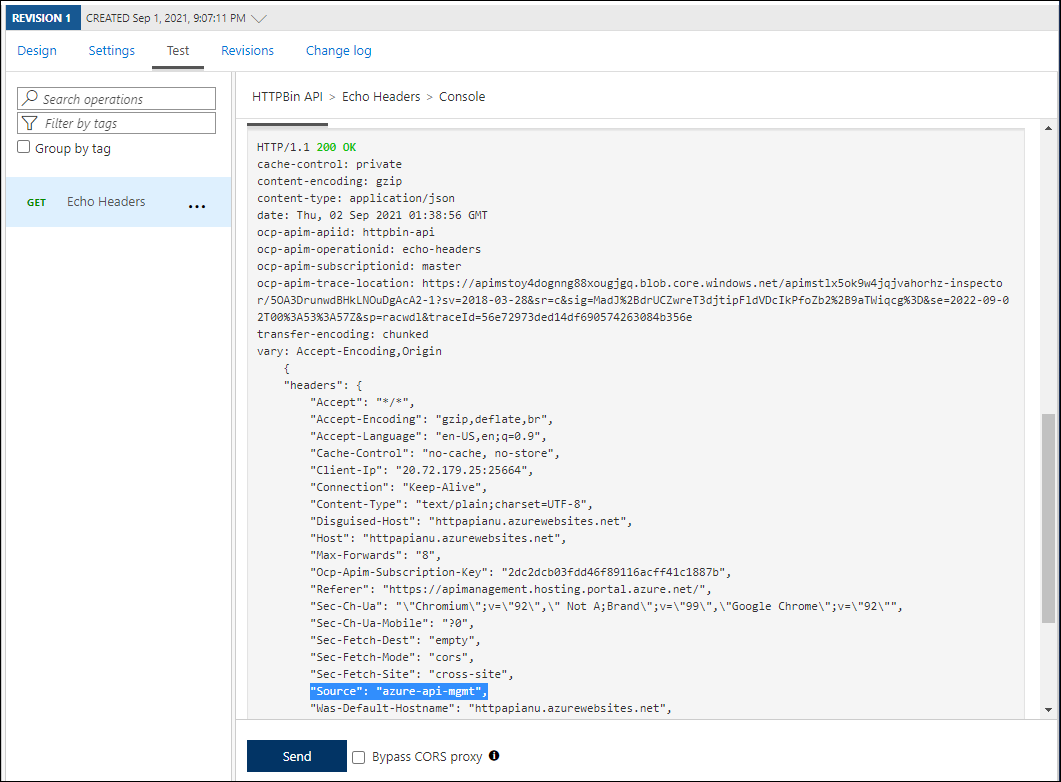 REVISION 1 CREATED Sep 1, 2021, 9:07:11 PM
Design Settings Test Revisions Change log
Search operations
Filter by tags
Group by tag
GET Echo Headers ...
HTTPBin API > Echo Headers > Console
HTTP/1.1 200 OK
cache-control: private
content-encoding: gzip
content-type: application/json
date: Thu, 02 Sep 2021 01:38:56 GMT
ocp-apim-apiid: httpbin-api
ocp-apim-operationid: echo-headers
ocp-apim-subscriptionid: master
ocp-apim-trace-location: https://apimstoy4dognng88xougjgq.blob.core.windows.net/apimstlx5ok9w4jqjvahorhz-inspecto
r/5OA3DrunwdBHkLNOuDgAcA2-1?sv=2018-03-28&sr=c&sig=MadJ%2BdrUCZwreT3djtipFldVDcIkPfoZb2%2B9aTWiqcg%3D&se=2022-09-0
2T00%3A53%3A57Z&sp=racwdl&traceId=56e72973ded14df690574263084b356e
transfer-encoding: chunked
vary: Accept-Encoding,Origin
{
"headers": {
"Accept": "*/*",
"Accept-Encoding": "gzip,deflate,br",
"Accept-Language": "en-US,en;q=0.9",
"Cache-Control": "no-cache, no-store",
"Client-Ip": "20.72.179.25:25664",
"Connection": "Keep-Alive",
"Content-Type": "text/plain;charset=UTF-8",
"Disguised-Host": "httpapianu.azurewebsites.net",
"Host": "httpapianu.azurewebsites.net",
"Max-Forwards": "8",
"Ocp-Apim-Subscription-Key": "2dc2dcb03fdd46f89116acff41c1887b",
"Referer": "https://apimanagement.hosting.portal.azure.net/",
"Sec-Ch-Ua": "\"Chromium\";v=\"92\",\" Not A;Brand\";v=\"99\",\"Google Chrome\";v=\"92\"",
"Sec-Ch-Ua-Mobile": "?0",
"Sec-Fetch-Dest": "empty",
"Sec-Fetch-Mode": "cors",
"Sec-Fetch-Site": "cross-site",
"Source": "azure-api-mgmt",
"Was-Default-Hostname": "httpapianu.azurewebsites.net",
Send Bypass CORS proxy